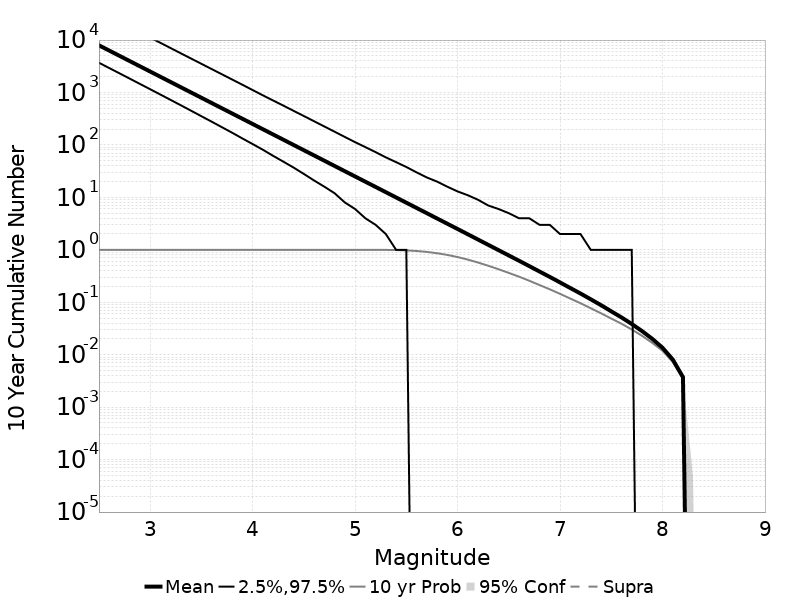 10^4
10^3
10^2
10^1
10^0
10^-1
10^-2
10^-3
10^-4
10^-5
10 Year Cumulative Number
3 4 5 6 7 8 9
Magnitude
Mean 2.5%,97.5% 10 yr Prob 95% Conf Supra